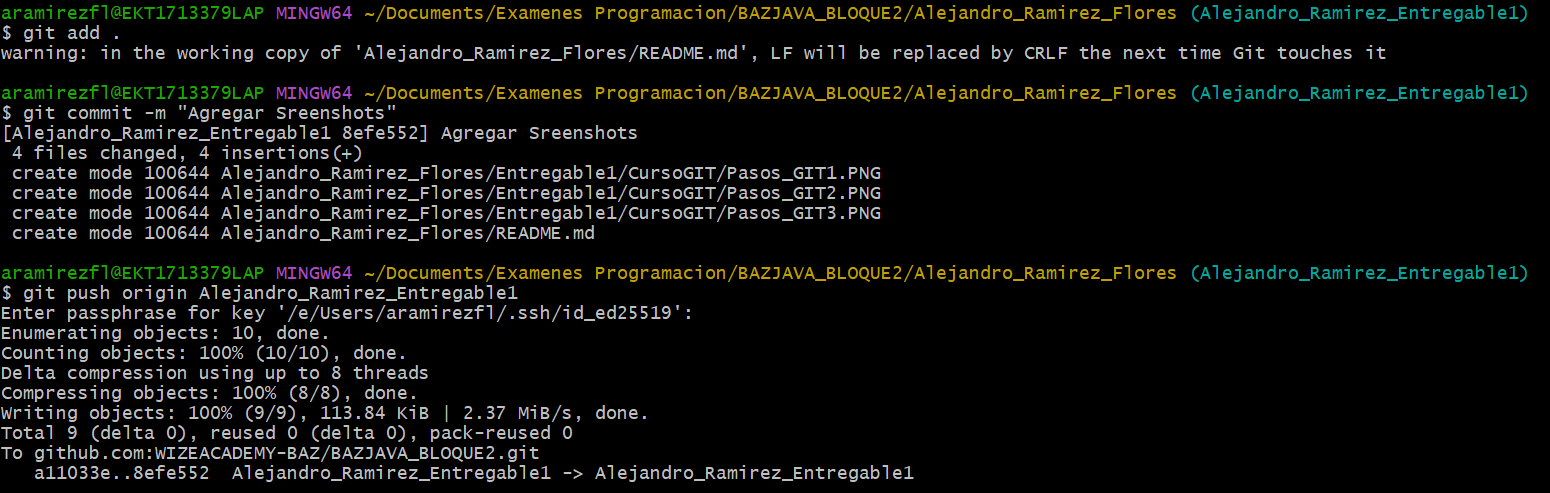 aramirezfl@EKT1713379LAP MINGW64 ~/Documents/Examenes Programacion/BAZJAVA_BLOQUE2/Alejandro_Ramirez_Flores (Alejandro_Ramirez_Entregable1)
$ git add .
warning: in the working copy of 'Alejandro_Ramirez_Flores/README.md', LF will be replaced by CRLF the next time Git touches it
aramirezfl@EKT1713379LAP MINGW64 ~/Documents/Examenes Programacion/BAZJAVA_BLOQUE2/Alejandro_Ramirez_Flores (Alejandro_Ramirez_Entregable1)
$ git commit -m "Agregar Sreenshots"
[Alejandro_Ramirez_Entregable1 8efe552] Agregar Sreenshots
 4 files changed, 4 insertions(+)
 create mode 100644 Alejandro_Ramirez_Flores/Entregable1/CursoGIT/Pasos_GIT1.PNG
 create mode 100644 Alejandro_Ramirez_Flores/Entregable1/CursoGIT/Pasos_GIT2.PNG
 create mode 100644 Alejandro_Ramirez_Flores/Entregable1/CursoGIT/Pasos_GIT3.PNG
 create mode 100644 Alejandro_Ramirez_Flores/README.md
aramirezfl@EKT1713379LAP MINGW64 ~/Documents/Examenes Programacion/BAZJAVA_BLOQUE2/Alejandro_Ramirez_Flores (Alejandro_Ramirez_Entregable1)
$ git push origin Alejandro_Ramirez_Entregable1
Enter passphrase for key '/e/Users/aramirezfl/.ssh/id_ed25519':
Enumerating objects: 10, done.
Counting objects: 100% (10/10), done.
Delta compression using up to 8 threads
Compressing objects: 100% (8/8), done.
Writing objects: 100% (9/9), 113.84 KiB | 2.37 MiB/s, done.
Total 9 (delta 0), reused 0 (delta 0), pack-reused 0
To github.com:WIZEACADEMY-BAZ/BAZJAVA_BLOQUE2.git
   a11033e..8efe552  Alejandro_Ramirez_Entregable1 -> Alejandro_Ramirez_Entregable1